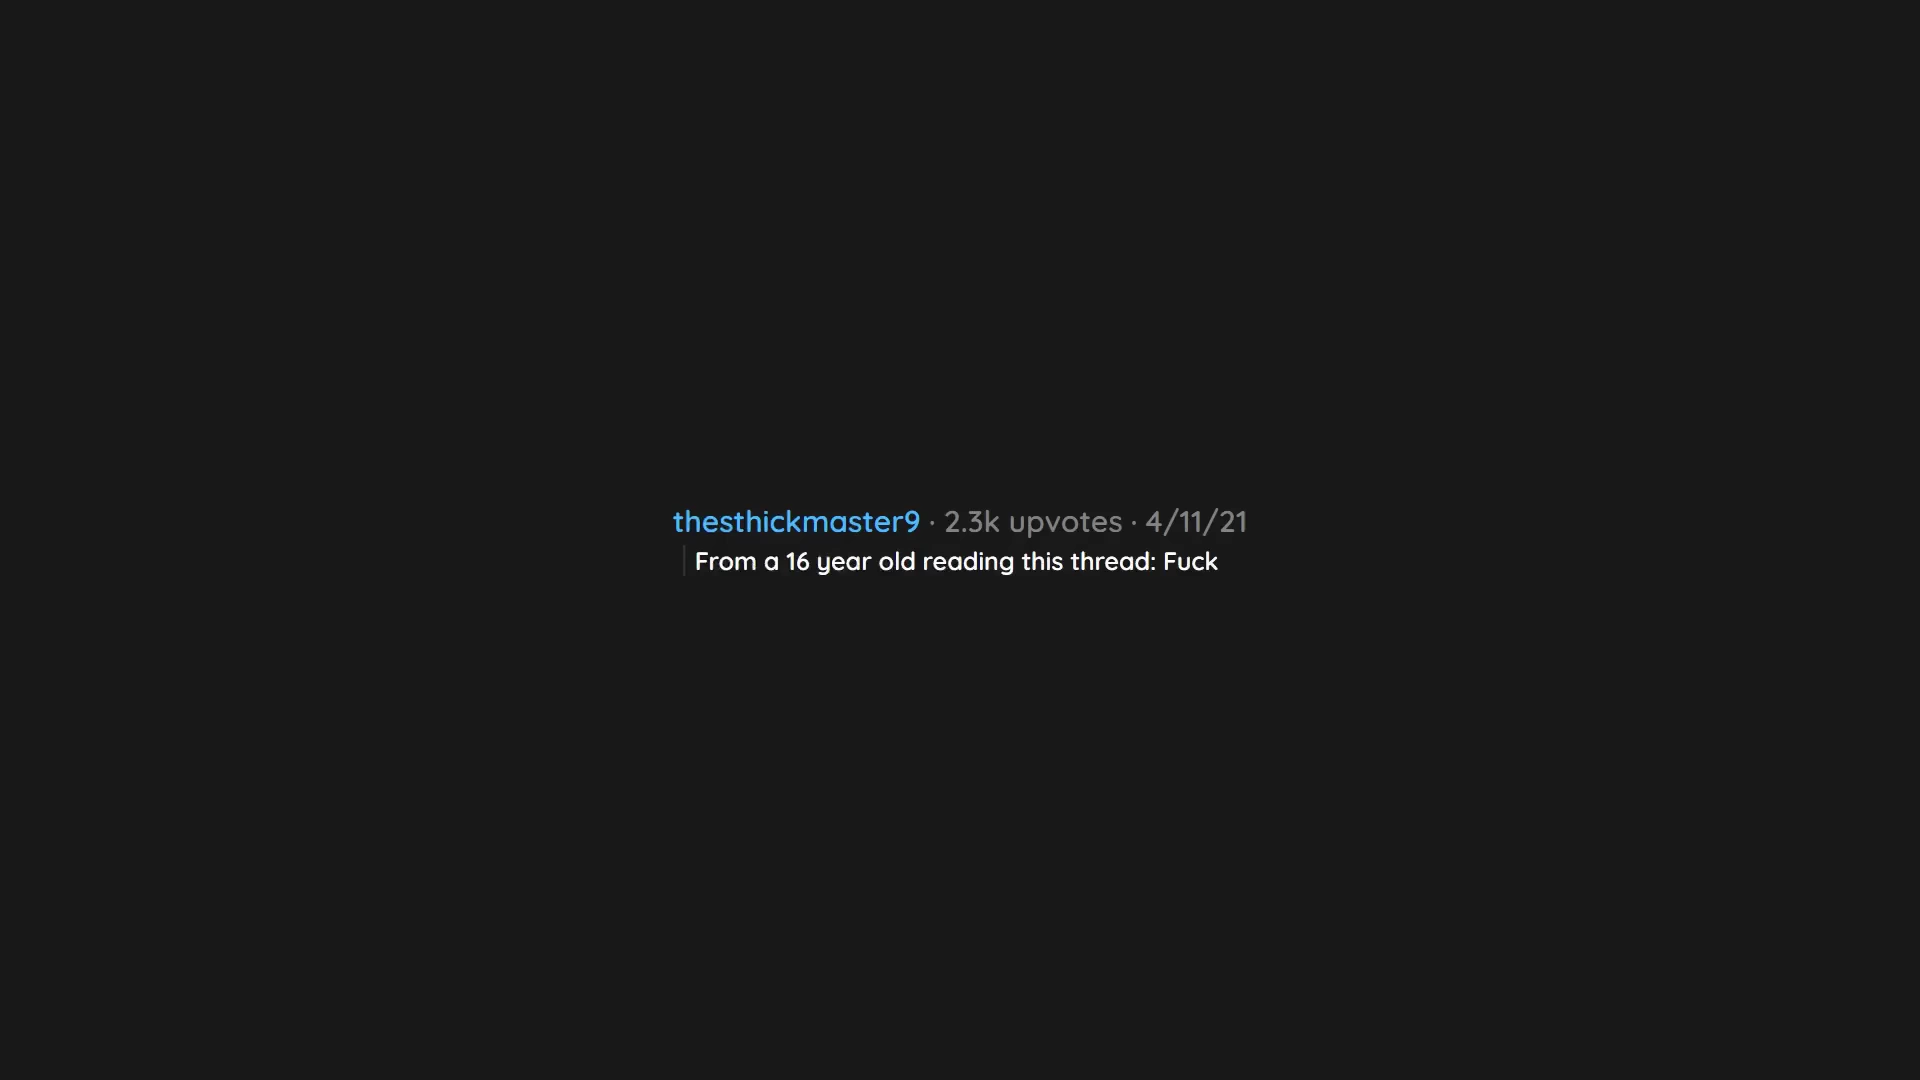 thesthickmaster9 · 2.3k upvotes · 4/11/21
From a 16 year old reading this thread: Fuck